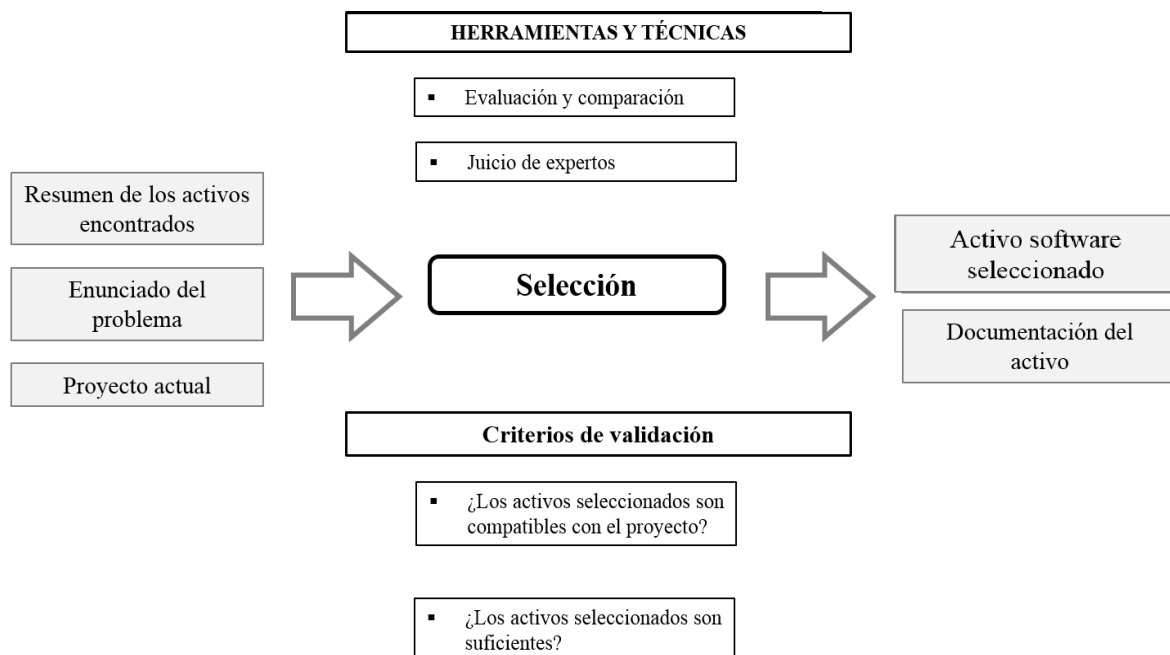 HERRAMIENTAS Y TÉCNICAS
▪ Evaluación y comparación
▪ Juicio de expertos
Resumen de los activos
encontrados
Enunciado del
problema
Proyecto actual
Selección
Activo software
seleccionado
Documentación del
activo
Criterios de validación
▪ ¿Los activos seleccionados son
compatibles con el proyecto?
▪ ¿Los activos seleccionados son
suficientes?